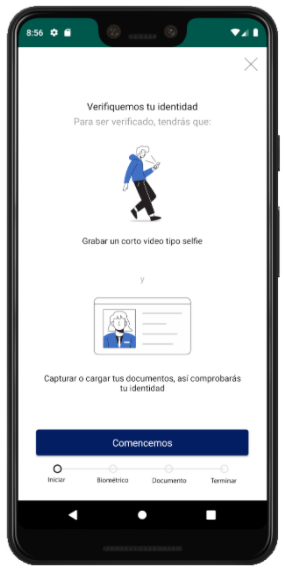 8:56
Verifiquemos tu identidad
Para ser verificado, tendrás que:
Grabar un corto video tipo selfie
y
Capturar o cargar tus documentos, así comprobarás
tu identidad
Comencemos
Iniciar Biométrico Documento Terminar